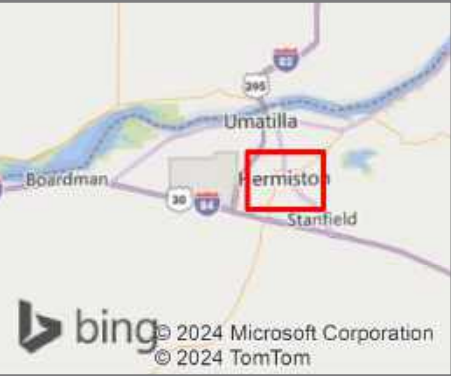 82
395
Umatilla
Boardman
Hermiston
30
84
Stanfield
bing
© 2024 Microsoft Corporation
© 2024 TomTom